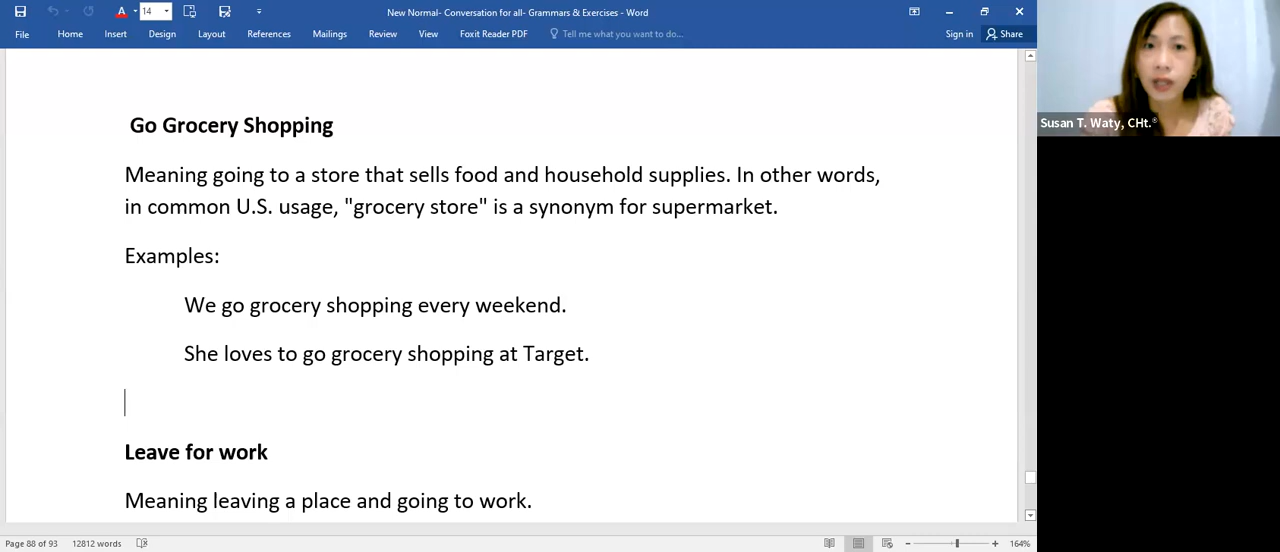 14
New Normal- Conversation for all- Grammars & Exercises - Word
File Home Insert Design Layout References Mailings Review View Foxit Reader PDF Tell me what you want to do... Sign in Share
Susan T. Waty, CHt.®
Go Grocery Shopping
Meaning going to a store that sells food and household supplies. In other words,
in common U.S. usage, "grocery store" is a synonym for supermarket.
Examples:
We go grocery shopping every weekend.
She loves to go grocery shopping at Target.
Leave for work
Meaning leaving a place and going to work.
Page 88 of 93 12812 words 164%